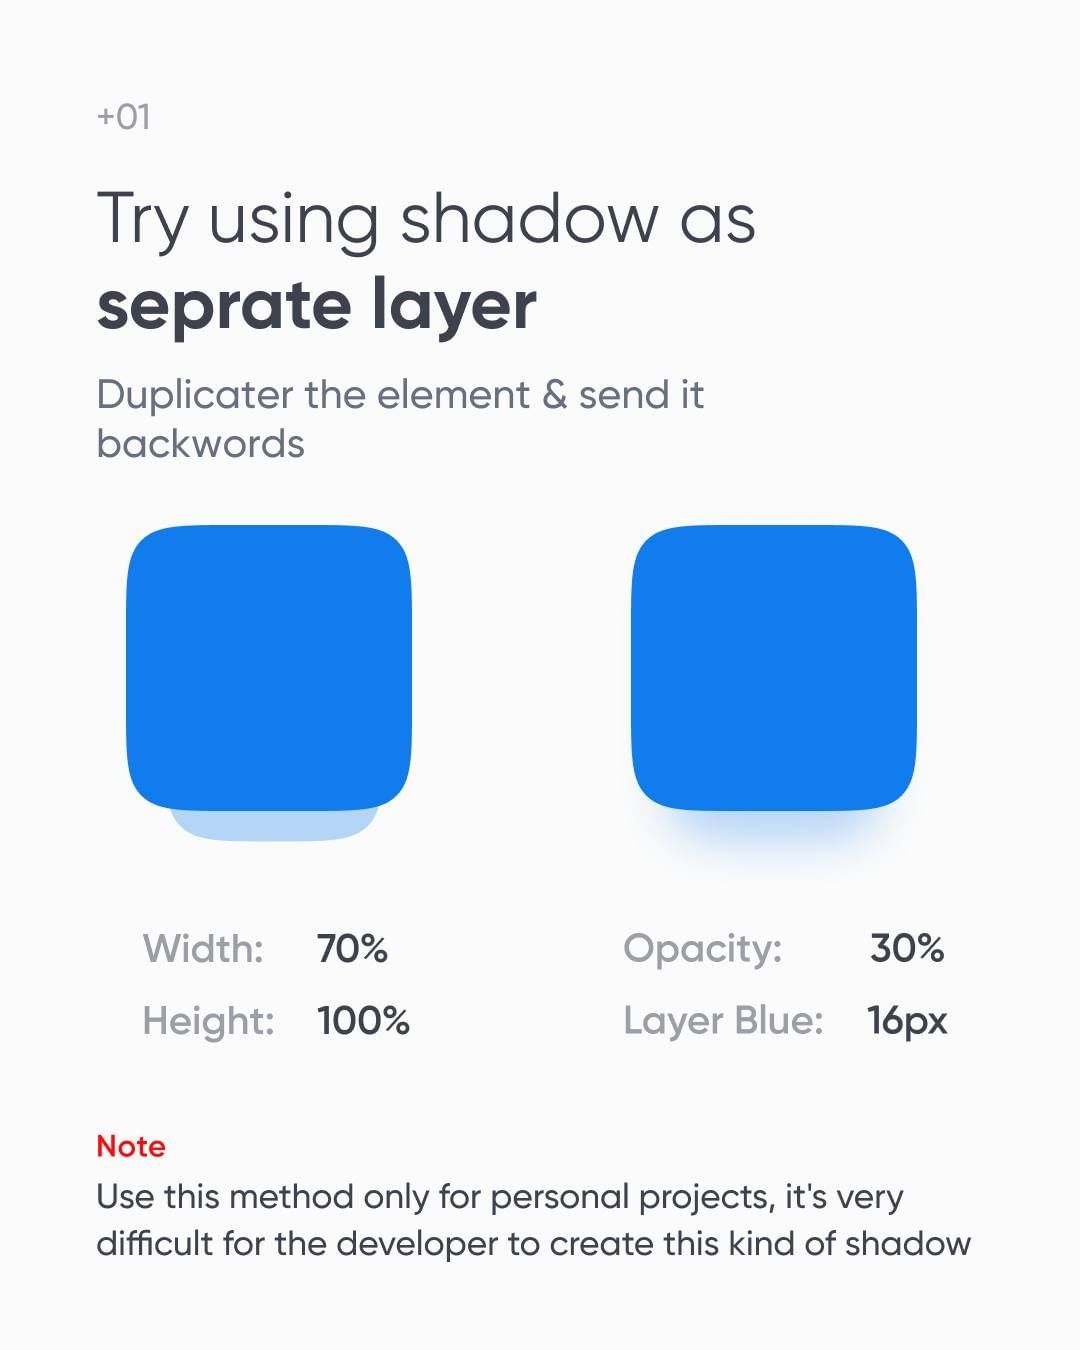 +01
Try using shadow as
seprate layer
Duplicater the element & send it
backwords
Width: 70%
Height: 100%
Opacity: 30%
Layer Blue: 16px
Note
Use this method only for personal projects, it's very
difficult for the developer to create this kind of shadow